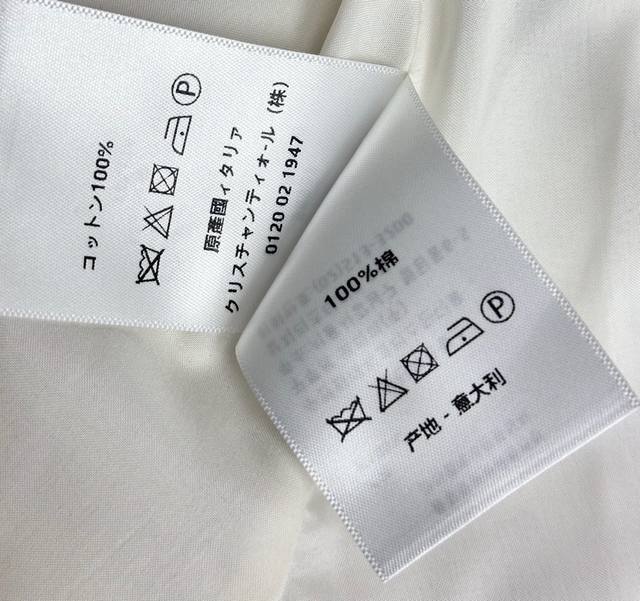 コットン100%
原産國イタリア
クリスチャンディオール（株）
0120 02 1947
100%棉
产地 - 意大利